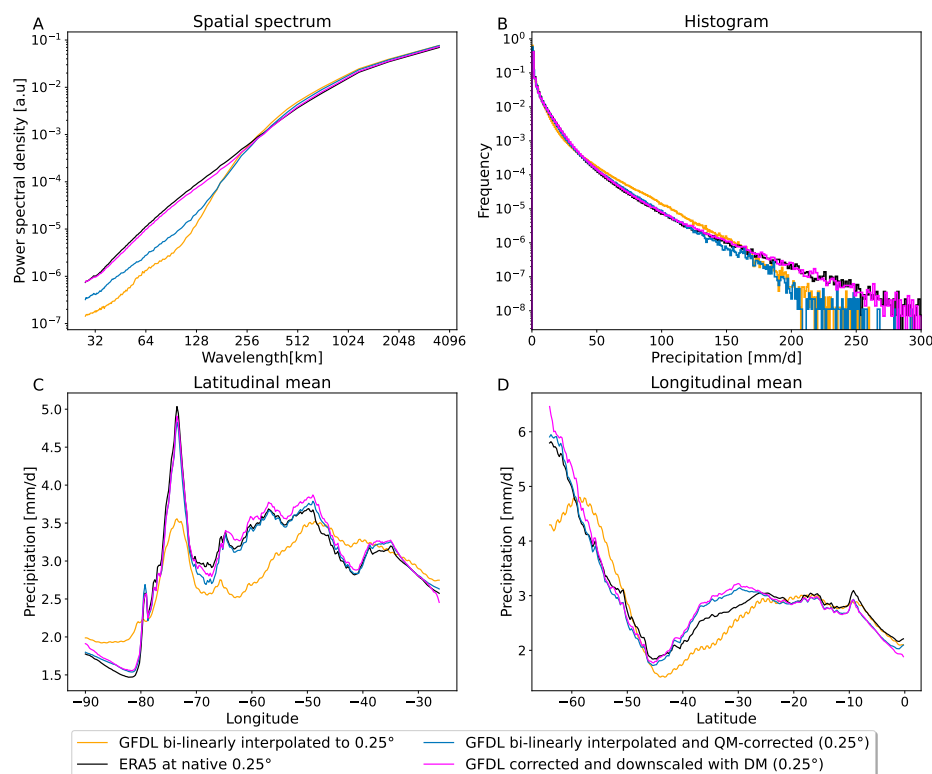 A
Spatial spectrum
10⁻¹
10⁻²
10⁻³
10⁻⁴
10⁻⁵
10⁻⁶
10⁻⁷
Power spectral density [a.u]
32 64 128 256 512 1024 2048 4096
Wavelength[km]
B
Histogram
10⁰
10⁻¹
10⁻²
10⁻³
10⁻⁴
10⁻⁵
10⁻⁶
10⁻⁷
10⁻⁸
Frequency
0 50 100 150 200 250 300
Precipitation [mm/d]
C
Latitudinal mean
5.0
4.5
4.0
3.5
3.0
2.5
2.0
1.5
Precipitation [mm/d]
−90 −80 −70 −60 −50 −40 −30
Longitude
D
Longitudinal mean
6
5
4
3
2
Precipitation [mm/d]
−60 −50 −40 −30 −20 −10 0
Latitude
GFDL bi-linearly interpolated to 0.25°
ERA5 at native 0.25°
GFDL bi-linearly interpolated and QM-corrected (0.25°)
GFDL corrected and downscaled with DM (0.25°)